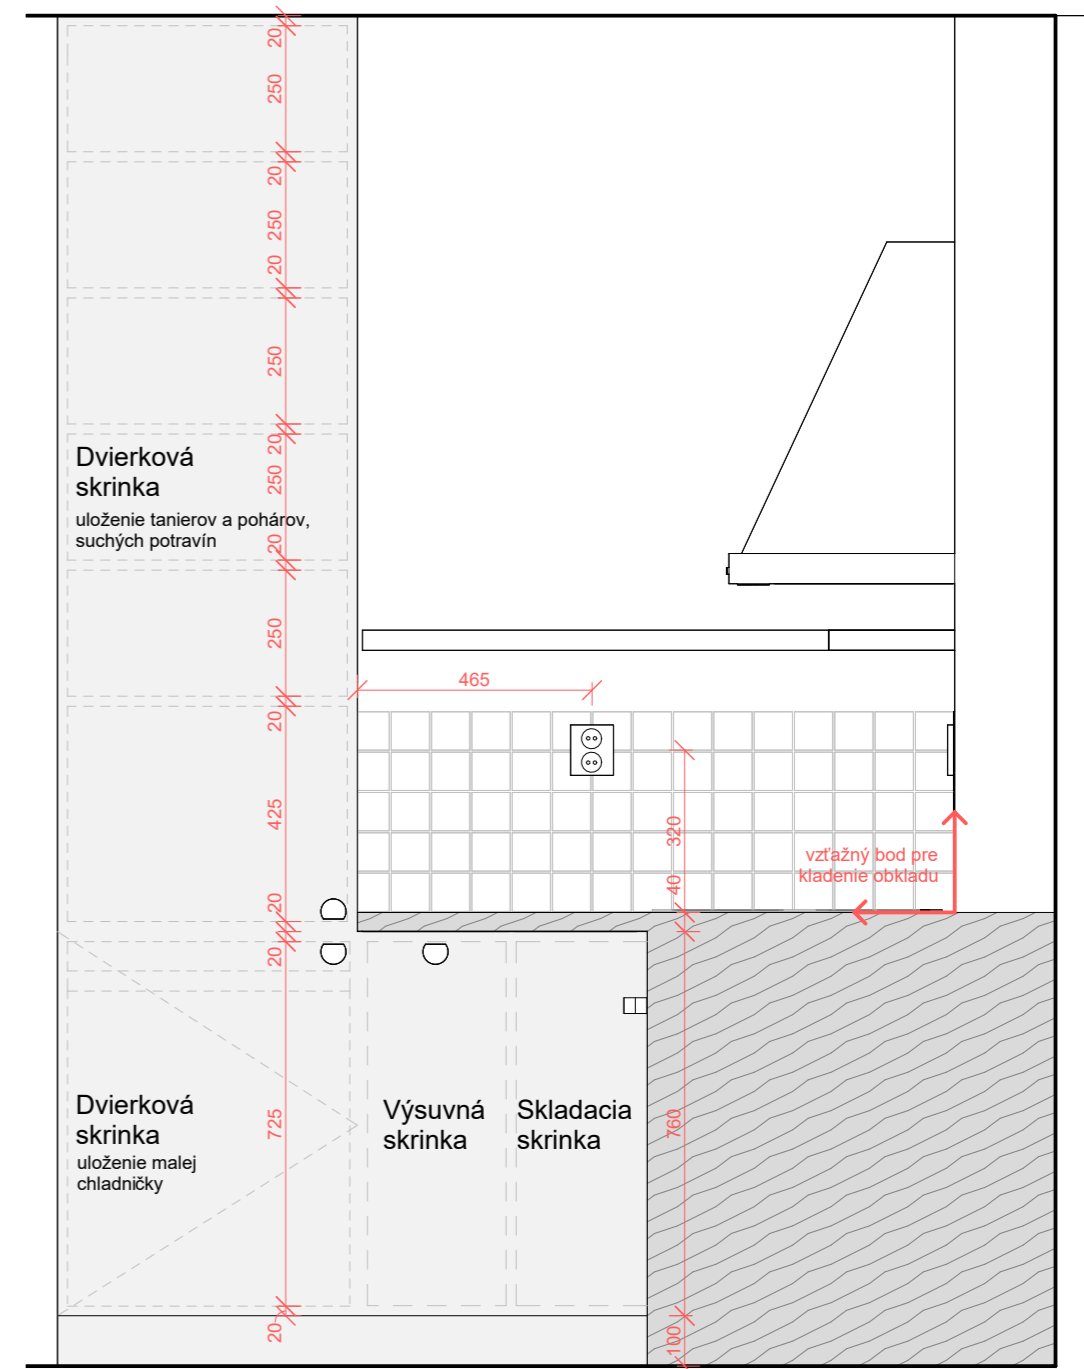 20
250
20
250
20
250
20
Dvierková
skrinka
250
uloženie tanierov a pohárov,
suchých potravín
20
250
465
20
425
320
vzťažný bod pre
kladenie obkladu
40
20
20
Dvierková
skrinka
uloženie malej
chladničky
725
Výsuvná
skrinka
Skladacia
skrinka
760
20
100